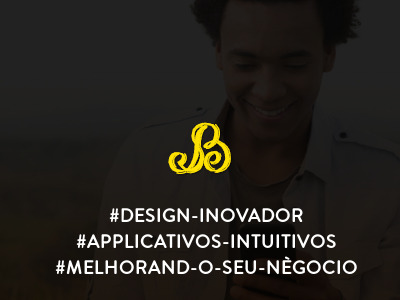 B
#DESIGN-INOVADOR
#APPLICATIVOS-INTUITIVOS
#MELHORAND-O-SEU-NÈGOCIO